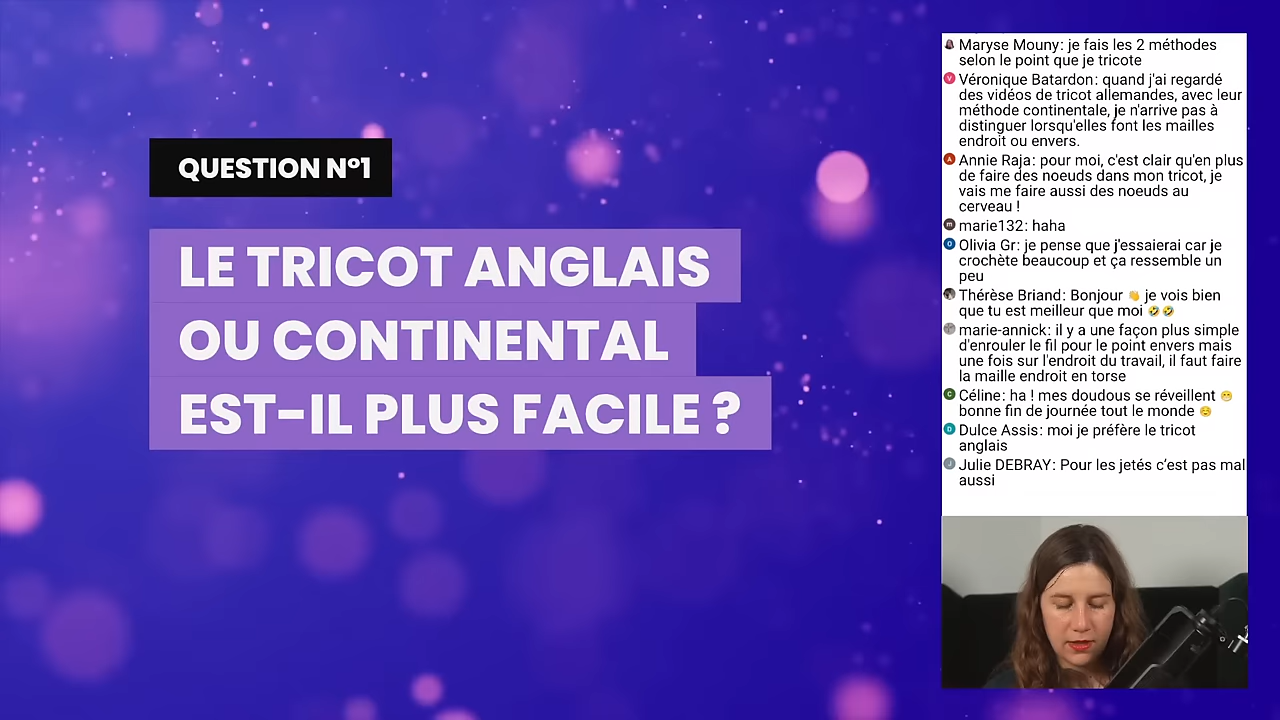 QUESTION N°1
LE TRICOT ANGLAIS
OU CONTINENTAL
EST-IL PLUS FACILE ?
Maryse Mouny: je fais les 2 méthodes
selon le point que je tricote
Véronique Batardon: quand j'ai regardé
des vidéos de tricot allemandes, avec leur
méthode continentale, je n'arrive pas à
distinguer lorsqu'elles font les mailles
endroit ou envers.
Annie Raja: pour moi, c'est clair qu'en plus
de faire des noeuds dans mon tricot, je
vais me faire aussi des noeuds au
cerveau !
marie132: haha
Olivia Gr: je pense que j'essaierai car je
crochète beaucoup et ça ressemble un
peu
Thérèse Briand: Bonjour 👋 je vois bien
que tu est meilleur que moi 🤣🤣
marie-annick: il y a une façon plus simple
d'enrouler le fil pour le point envers mais
une fois sur l'endroit du travail, il faut faire
la maille endroit en torse
Céline: ha ! mes doudous se réveillent 😁
bonne fin de journée tout le monde ☺️
Dulce Assis: moi je préfère le tricot
anglais
Julie DEBRAY: Pour les jetés c'est pas mal
aussi